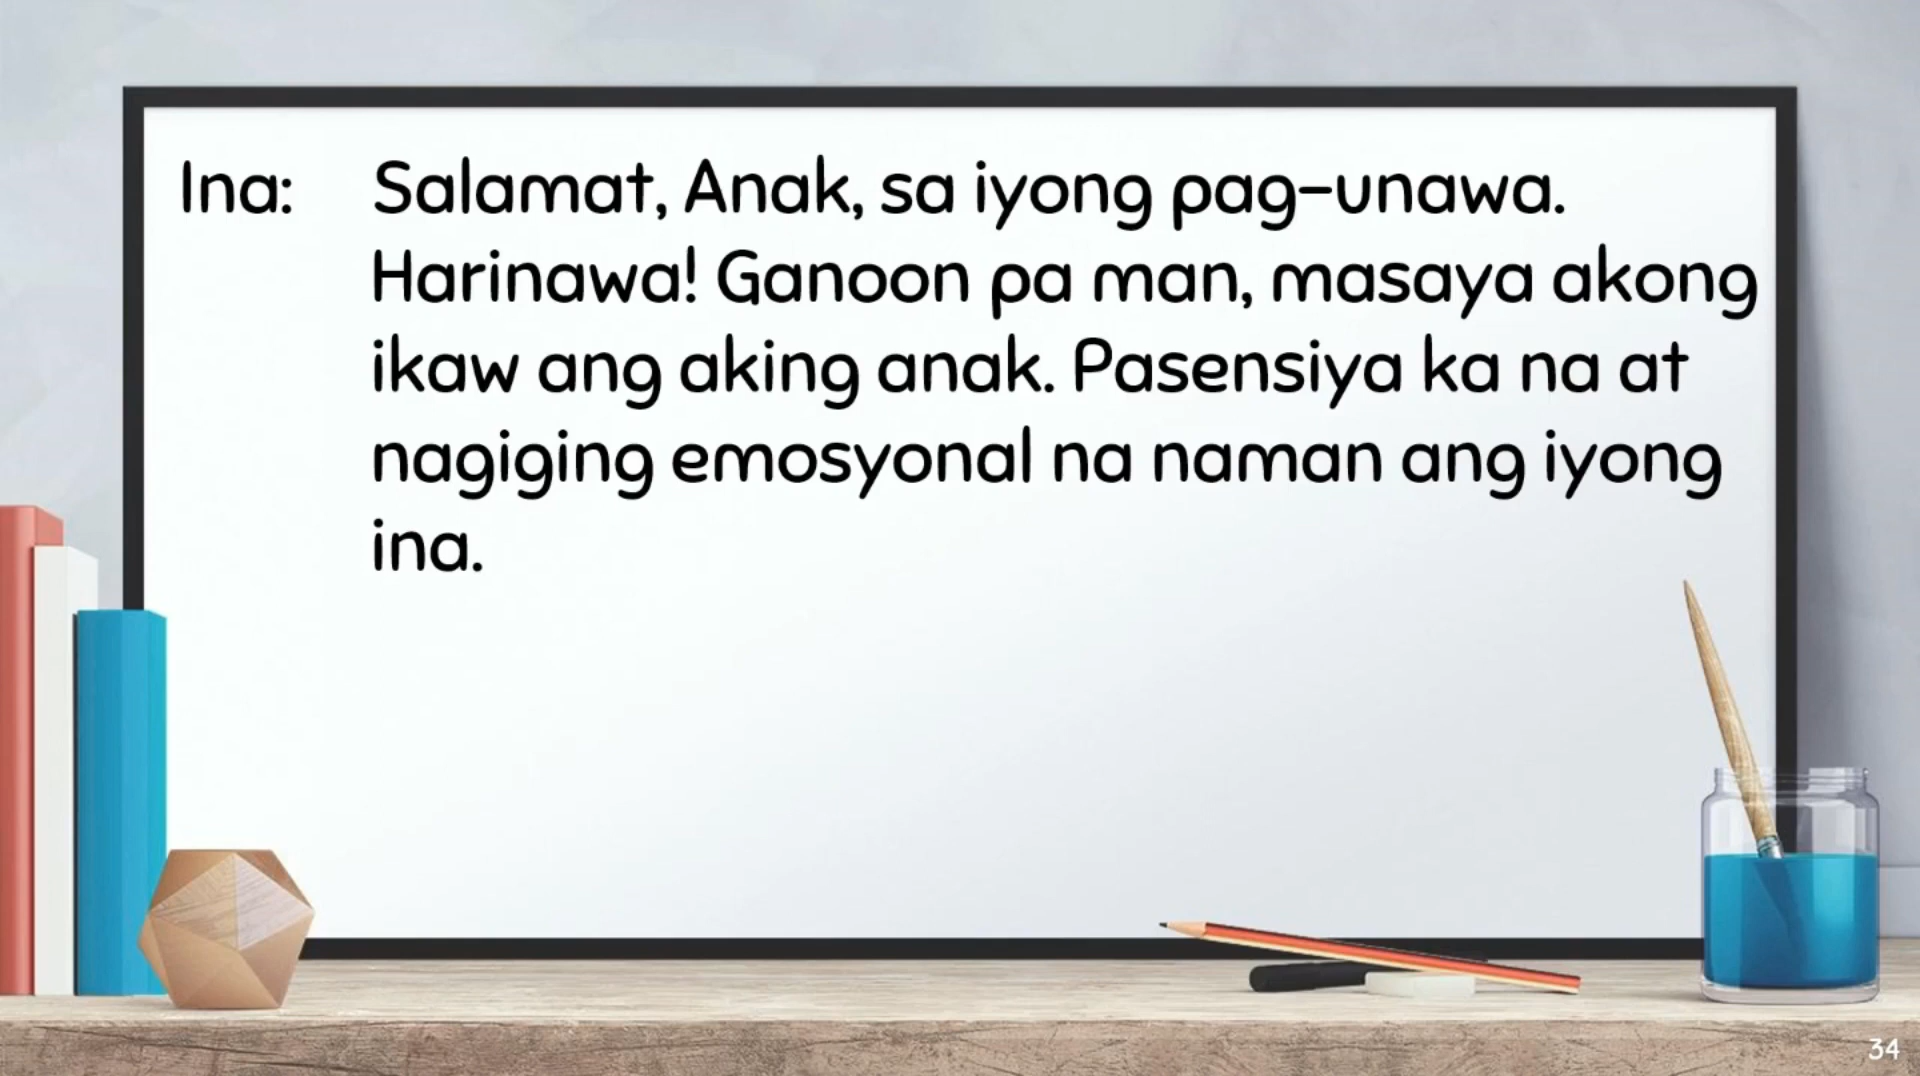 Ina: Salamat, Anak, sa iyong pag-unawa.
Harinawa! Ganoon pa man, masaya akong
ikaw ang aking anak. Pasensiya ka na at
nagiging emosyonal na naman ang iyong
ina.
34